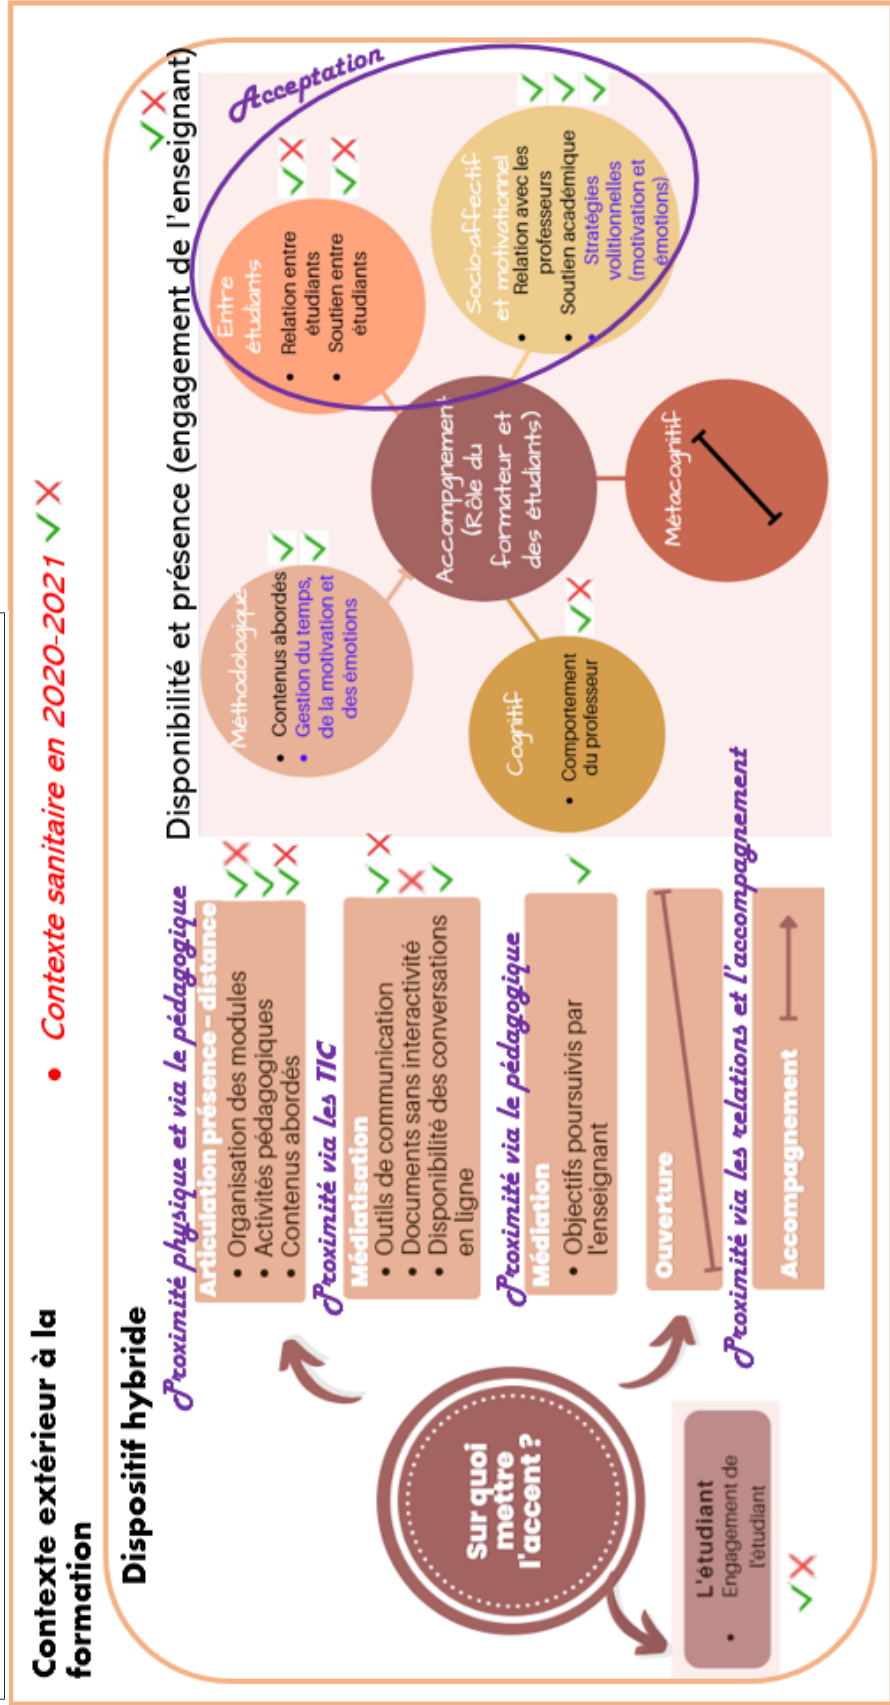 Contexte extérieur à la
formation
• Contexte sanitaire en 2020-2021
Dispositif hybride
Disponibilité et présence (engagement de l'enseignant)
Sur quoi
mettre
l'accent ?
L'étudiant
• Engagement de
l'étudiant
Proximité physique et via le pédagogique
Articulation présence - distance
• Organisation des modules
• Activités pédagogiques
• Contenus abordés
Proximité via les TIC
Médiatisation
• Outils de communication
• Documents sans interactivité
• Disponibilité des conversations
en ligne
Proximité via le pédagogique
Médiation
• Objectifs poursuivis par
l'enseignant
Ouverture
Proximité via les relations et l'accompagnement
Accompagnement
Méthodologique
• Contenus abordés
• Gestion du temps,
de la motivation et
des émotions
Cognitif
• Comportement
du professeur
Accompgnement
(Rôle du
formateur et
des étudiants)
Métacognitif
Acceptation
Entre
étudiants
• Relation entre
étudiants
• Soutien entre
étudiants
Socio-affectif
et motivationnel
• Relation avec les
professeurs
• Soutien académique
• Stratégies
volitionnelles
(motivation et
émotions)